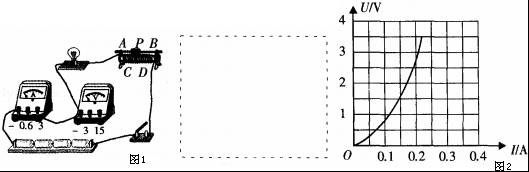 A P B
C D
A
V
- 0.6 3
- 3 15
图1
U/V
4
3
2
1
O
0.1 0.2 0.3 0.4
I/A
图2